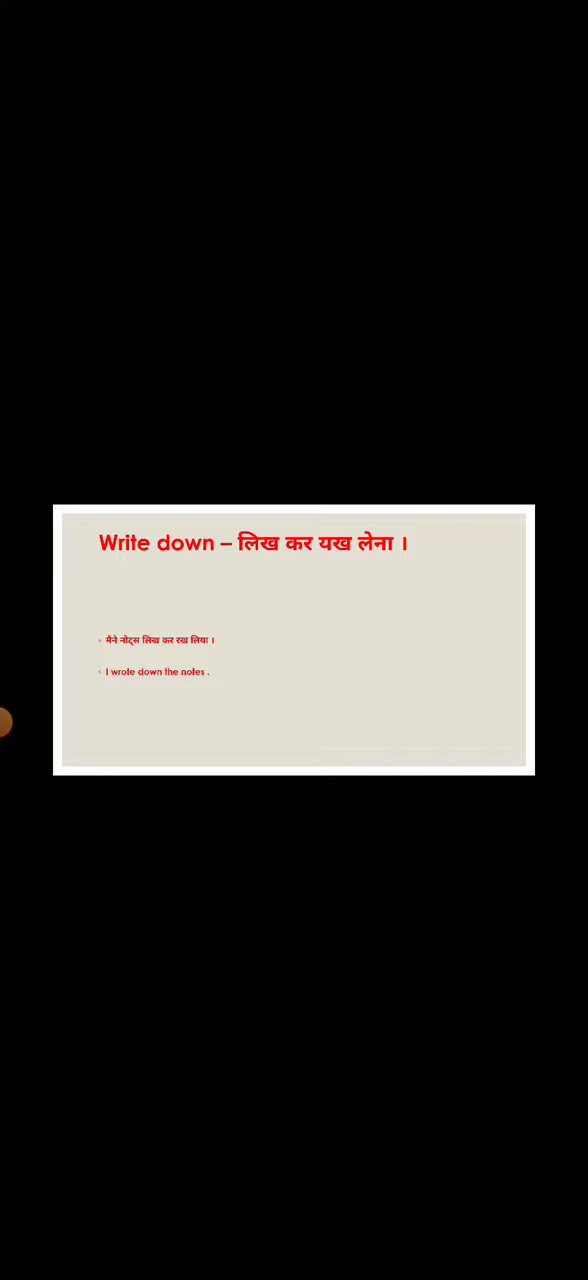 Write down – लिख कर यख लेना ।
मैने नोट्स लिख कर रख लिया ।
I wrote down the notes .